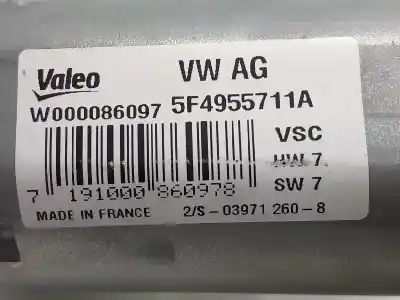 Valeo VW AG
W000086097 5F4955711A
VSC
HW 7
SW 7
7 191000 860978
MADE IN FRANCE 2/S - 03971 260 - 8